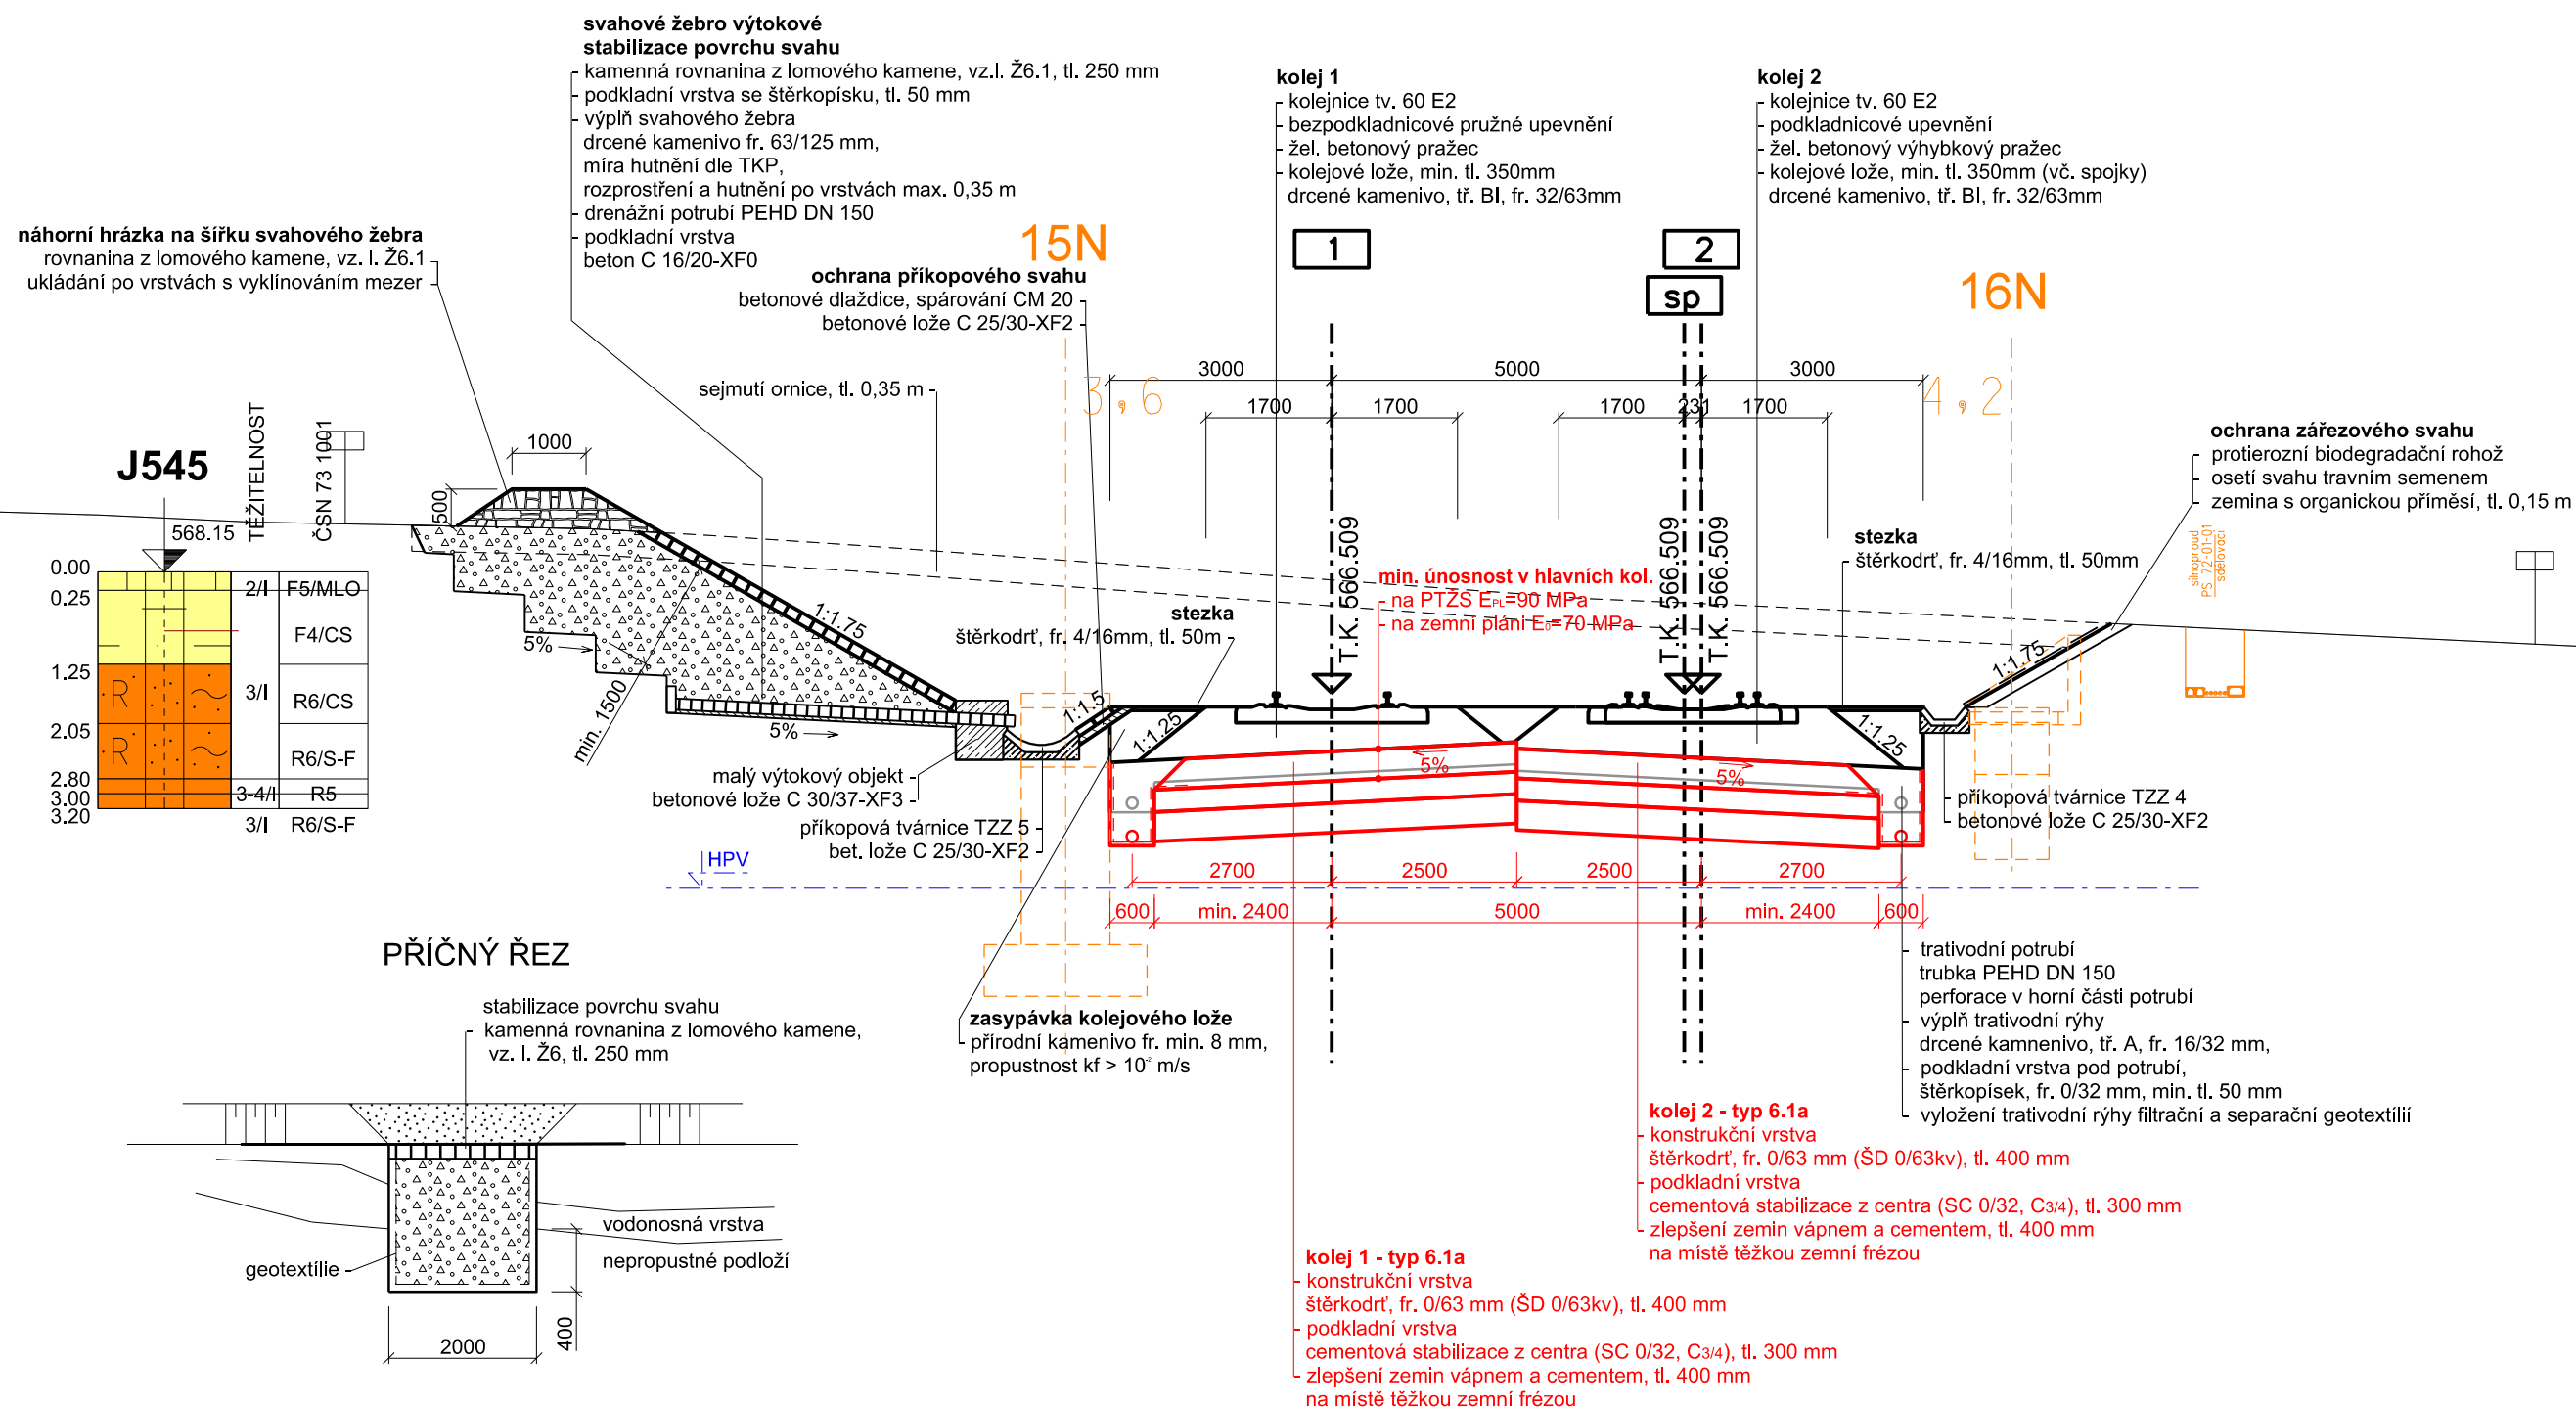 svahové žebro výtokové
stabilizace povrchu svahu
kamenná rovnanina z lomového kamene, vz.l. Ž6.1, tl. 250 mm
podkladní vrstva se štěrkopísku, tl. 50 mm
výplň svahového žebra
drcené kamenivo fr. 63/125 mm,
míra hutnění dle TKP,
rozprostření a hutnění po vrstvách max. 0,35 m
drenážní potrubí PEHD DN 150
podkladní vrstva
beton C 16/20-XF0
kolej 1
kolejnice tv. 60 E2
bezpodkladnicové pružné upevnění
žel. betonový pražec
kolejové lože, min. tl. 350mm
drcené kamenivo, tř. BI, fr. 32/63mm
kolej 2
kolejnice tv. 60 E2
podkladnicové upevnění
žel. betonový výhybkový pražec
kolejové lože, min. tl. 350mm (vč. spojky)
drcené kamenivo, tř. BI, fr. 32/63mm
náhorní hrázka na šířku svahového žebra
rovnanina z lomového kamene, vz. l. Ž6.1
ukládání po vrstvách s vyklínováním mezer
15N
ochrana příkopového svahu
betonové dlaždice, spárování CM 20
betonové lože C 25/30-XF2
1
2
sp
16N
sejmutí ornice, tl. 0,35 m
3000
5000
3000
3,6
4,2
1700
1700
1700
231
1700
ochrana zářezového svahu
protierozní biodegradační rohož
osetí svahu travním semenem
zemina s organickou příměsí, tl. 0,15 m
J545
TĚŽITELNOST
ČSN 73 1001
568.15
1000
500
0.00
0.25
1.25
2.05
2.80
3.00
3.20
2/I
F5/MLO
F4/CS
3/I
R
R6/CS
R
R6/S-F
3-4/I
R5
3/I
R6/S-F
1:1.75
5%
min. 1500
5%
T.K. 566.509
T.K. 566.509
T.K. 566.509
min. únosnost v hlavních kol.
na PTŽS EPL=90 MPa
na zemní pláni E0=70 MPa
stezka
štěrkodrť, fr. 4/16mm, tl. 50m
stezka
štěrkodrť, fr. 4/16mm, tl. 50mm
silnoproud
PS 72-01-01
sdělovací
1:1.75
1:1.5
1:1.25
1:1.25
5%
5%
malý výtokový objekt
betonové lože C 30/37-XF3
příkopová tvárnice TZZ 5
bet. lože C 25/30-XF2
příkopová tvárnice TZZ 4
betonové lože C 25/30-XF2
HPV
2700
2500
2500
2700
600
min. 2400
5000
min. 2400
600
PŘÍČNÝ ŘEZ
stabilizace povrchu svahu
kamenná rovnanina z lomového kamene,
vz. l. Ž6, tl. 250 mm
zasypávka kolejového lože
přírodní kamenivo fr. min. 8 mm,
propustnost kf > 10⁻² m/s
trativodní potrubí
trubka PEHD DN 150
perforace v horní části potrubí
výplň trativodní rýhy
drcené kamnenivo, tř. A, fr. 16/32 mm,
podkladní vrstva pod potrubí,
štěrkopísek, fr. 0/32 mm, min. tl. 50 mm
vyložení trativodní rýhy filtrační a separační geotextílií
kolej 2 - typ 6.1a
konstrukční vrstva
štěrkodrť, fr. 0/63 mm (ŠD 0/63kv), tl. 400 mm
podkladní vrstva
cementová stabilizace z centra (SC 0/32, C3/4), tl. 300 mm
zlepšení zemin vápnem a cementem, tl. 400 mm
na místě těžkou zemní frézou
kolej 1 - typ 6.1a
konstrukční vrstva
štěrkodrť, fr. 0/63 mm (ŠD 0/63kv), tl. 400 mm
podkladní vrstva
cementová stabilizace z centra (SC 0/32, C3/4), tl. 300 mm
zlepšení zemin vápnem a cementem, tl. 400 mm
na místě těžkou zemní frézou
vodonosná vrstva
nepropustné podloží
geotextílie
400
2000